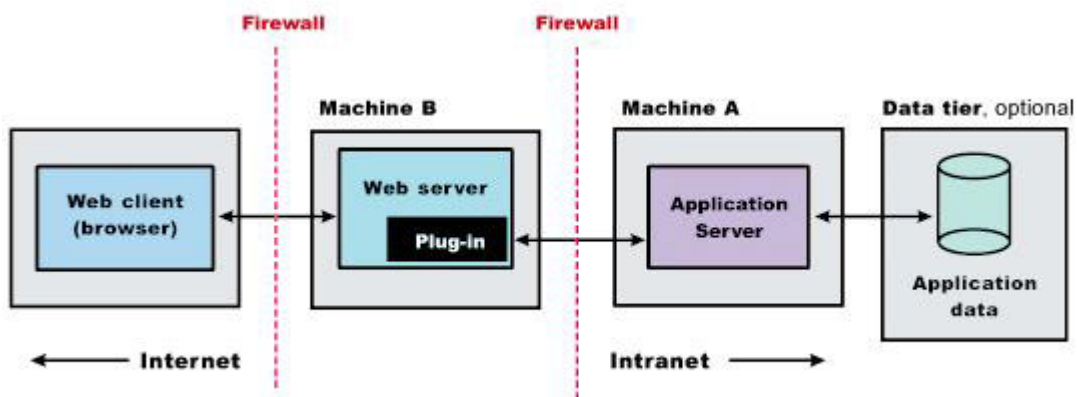 Firewall
Firewall
Machine B
Machine A
Data tier, optional
Web client
(browser)
Web server
Plug-in
Application
Server
Application
data
Internet
Intranet